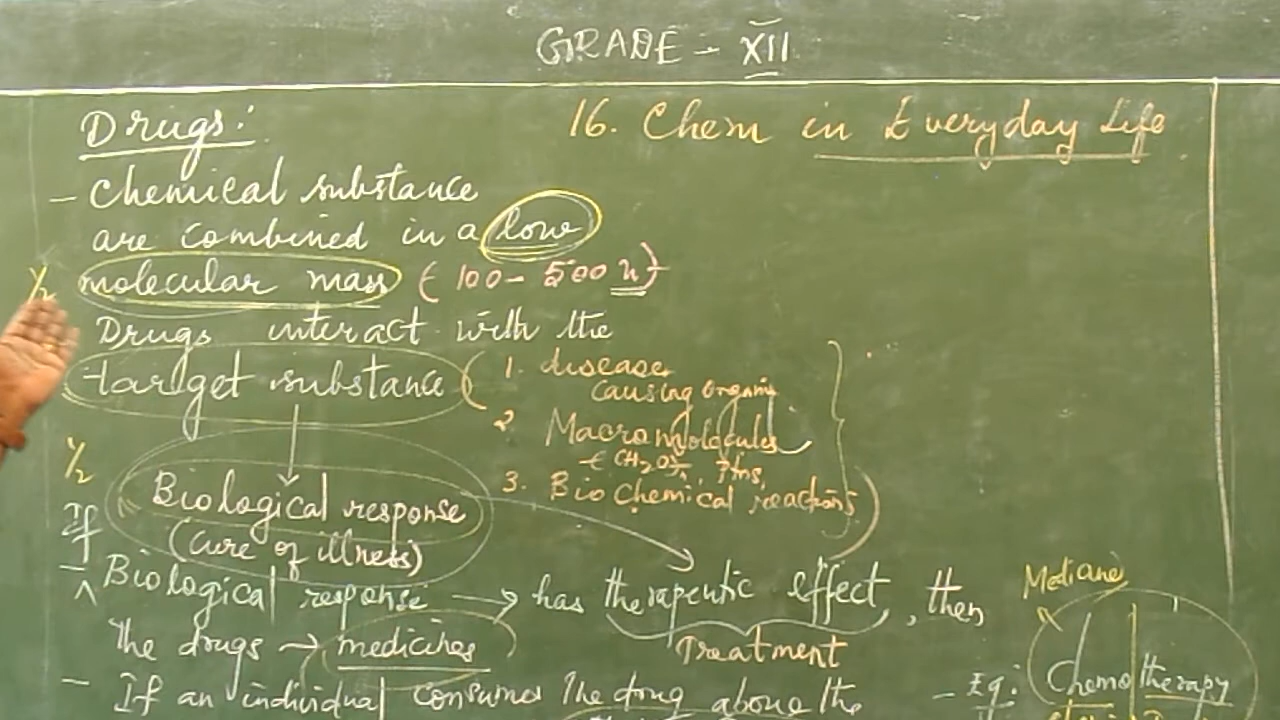 GRADE - XII
16. Chem in Everyday Life
Drugs:
- Chemical substance
are combined in a low
molecular mass (100 - 500 u)
1/2
Drugs interact with the
target substance
1. disease
causing Organism
2 Macromolecules
3. Bio Chemical reactions
1/2
Biological response
(Cure of illness)
If
- Biological response → has therapeutic effect, then
Treatment
the drugs → medicines
- If an individual consumes the drug above the
Medicine
- Eg: Chemotherapy